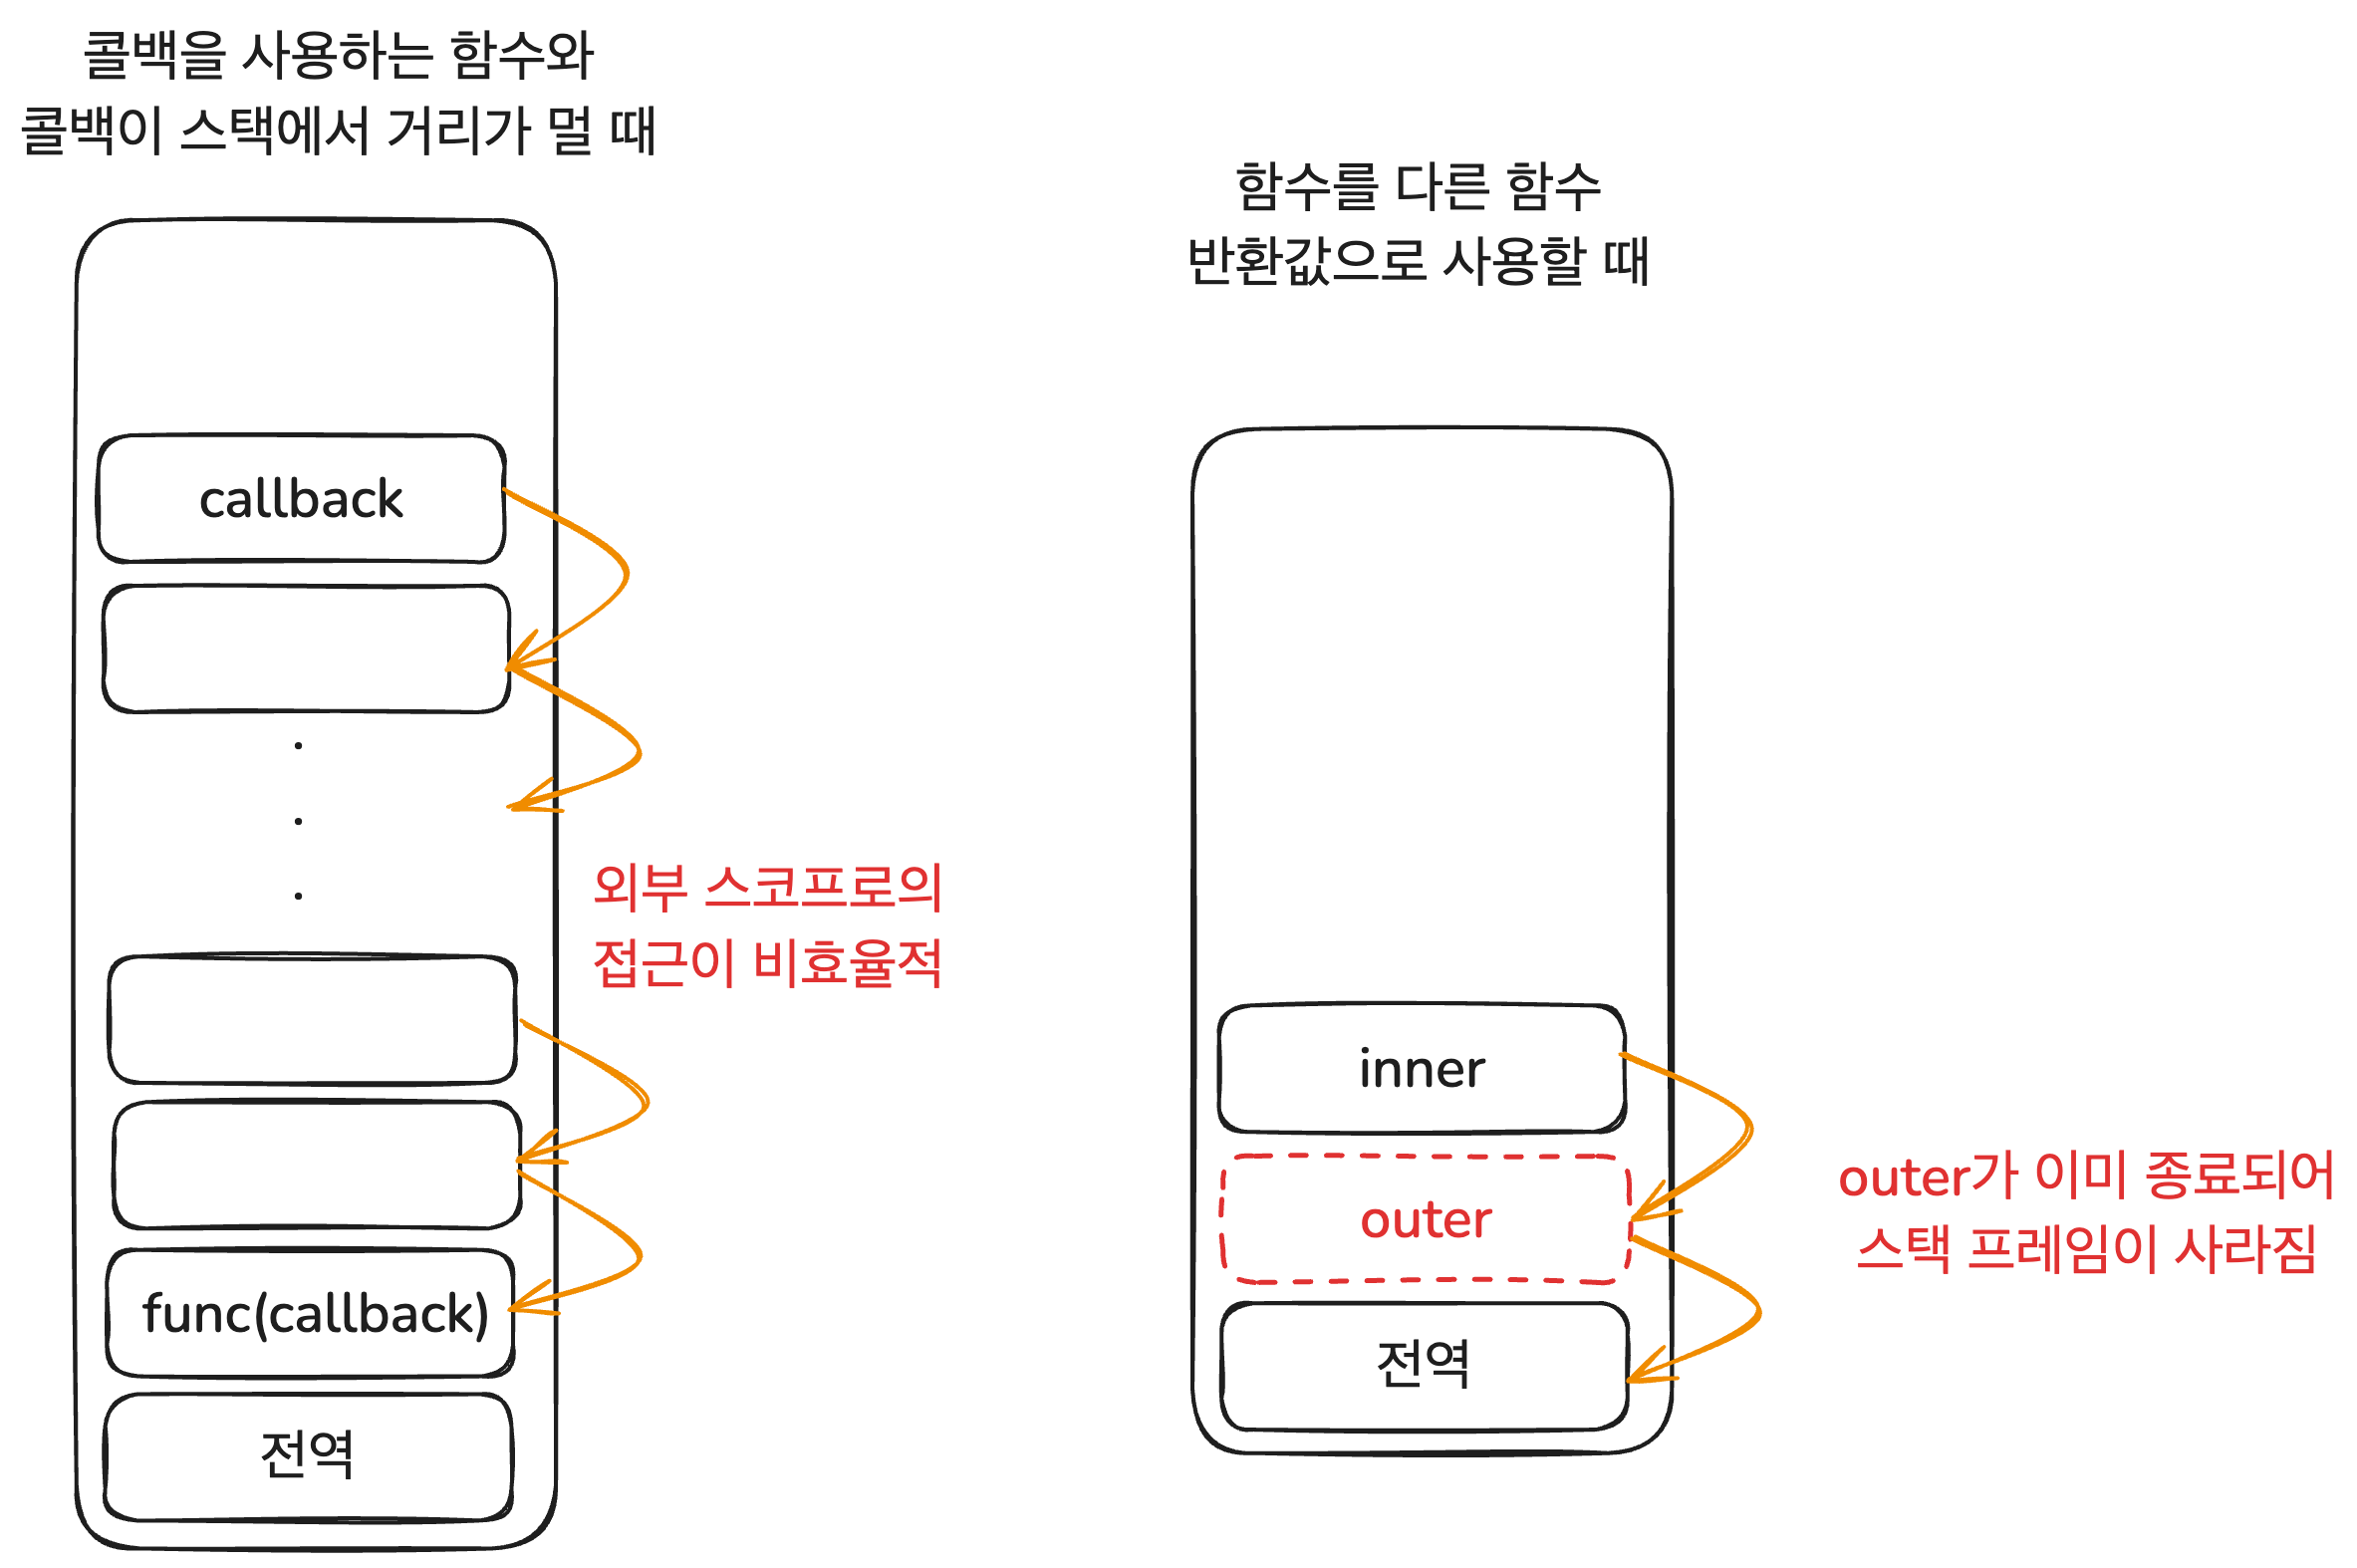 콜백을 사용하는 함수와
콜백이 스택에서 거리가 멀 때
callback
외부 스코프로의
접근이 비효율적
func(callback)
전역
함수를 다른 함수
반환값으로 사용할 때
inner
outer
전역
outer가 이미 종료되어
스택 프레임이 사라짐